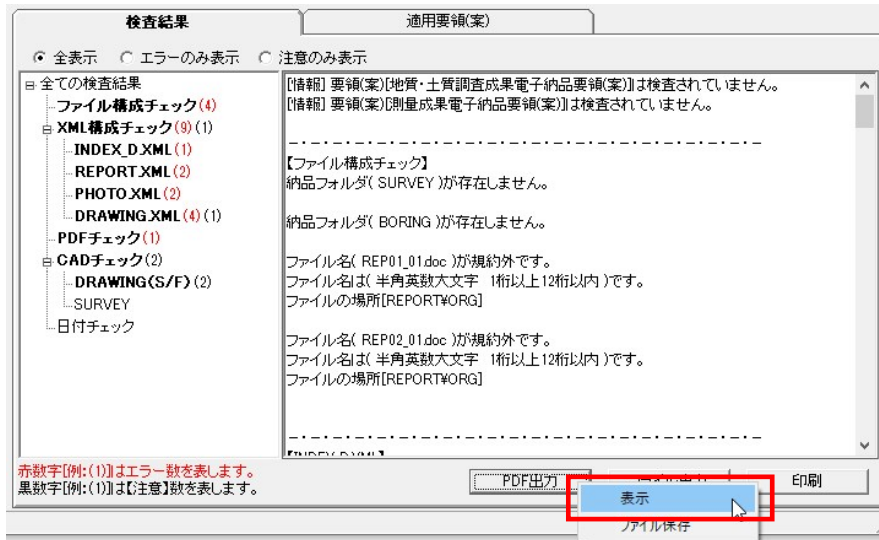 検査結果
適用要領(案)
全表示 エラーのみ表示 注意のみ表示
全ての検査結果
ファイル構成チェック(4)
XML構成チェック(9)(1)
INDEX_D.XML(1)
REPORT.XML(2)
PHOTO.XML(2)
DRAWING.XML(4)(1)
PDFチェック(1)
CADチェック(2)
DRAWING(S/F)(2)
SURVEY
日付チェック
[情報] 要領(案)[地質・土質調査成果電子納品要領(案)]は検査されていません。
[情報] 要領(案)[測量成果電子納品要領(案)]は検査されていません。
-・-・-・-・-・-・-・-・-・-・-・-・-・-・-・-・-・-・-・-
【ファイル構成チェック】
納品フォルダ( SURVEY )が存在しません。
納品フォルダ( BORING )が存在しません。
ファイル名( REP01_01.doc )が規約外です。
ファイル名は( 半角英数大文字 1桁以上12桁以内 )です。
ファイルの場所[REPORT¥ORG]
ファイル名( REP02_01.doc )が規約外です。
ファイル名は( 半角英数大文字 1桁以上12桁以内 )です。
ファイルの場所[REPORT¥ORG]
-・-・-・-・-・-・-・-・-・-・-・-・-・-・-・-・-・-・-・-
赤数字[例:(1)]はエラー数を表します。
黒数字[例:(1)]は【注意】数を表します。
PDF出力
印刷
表示
ファイル保存